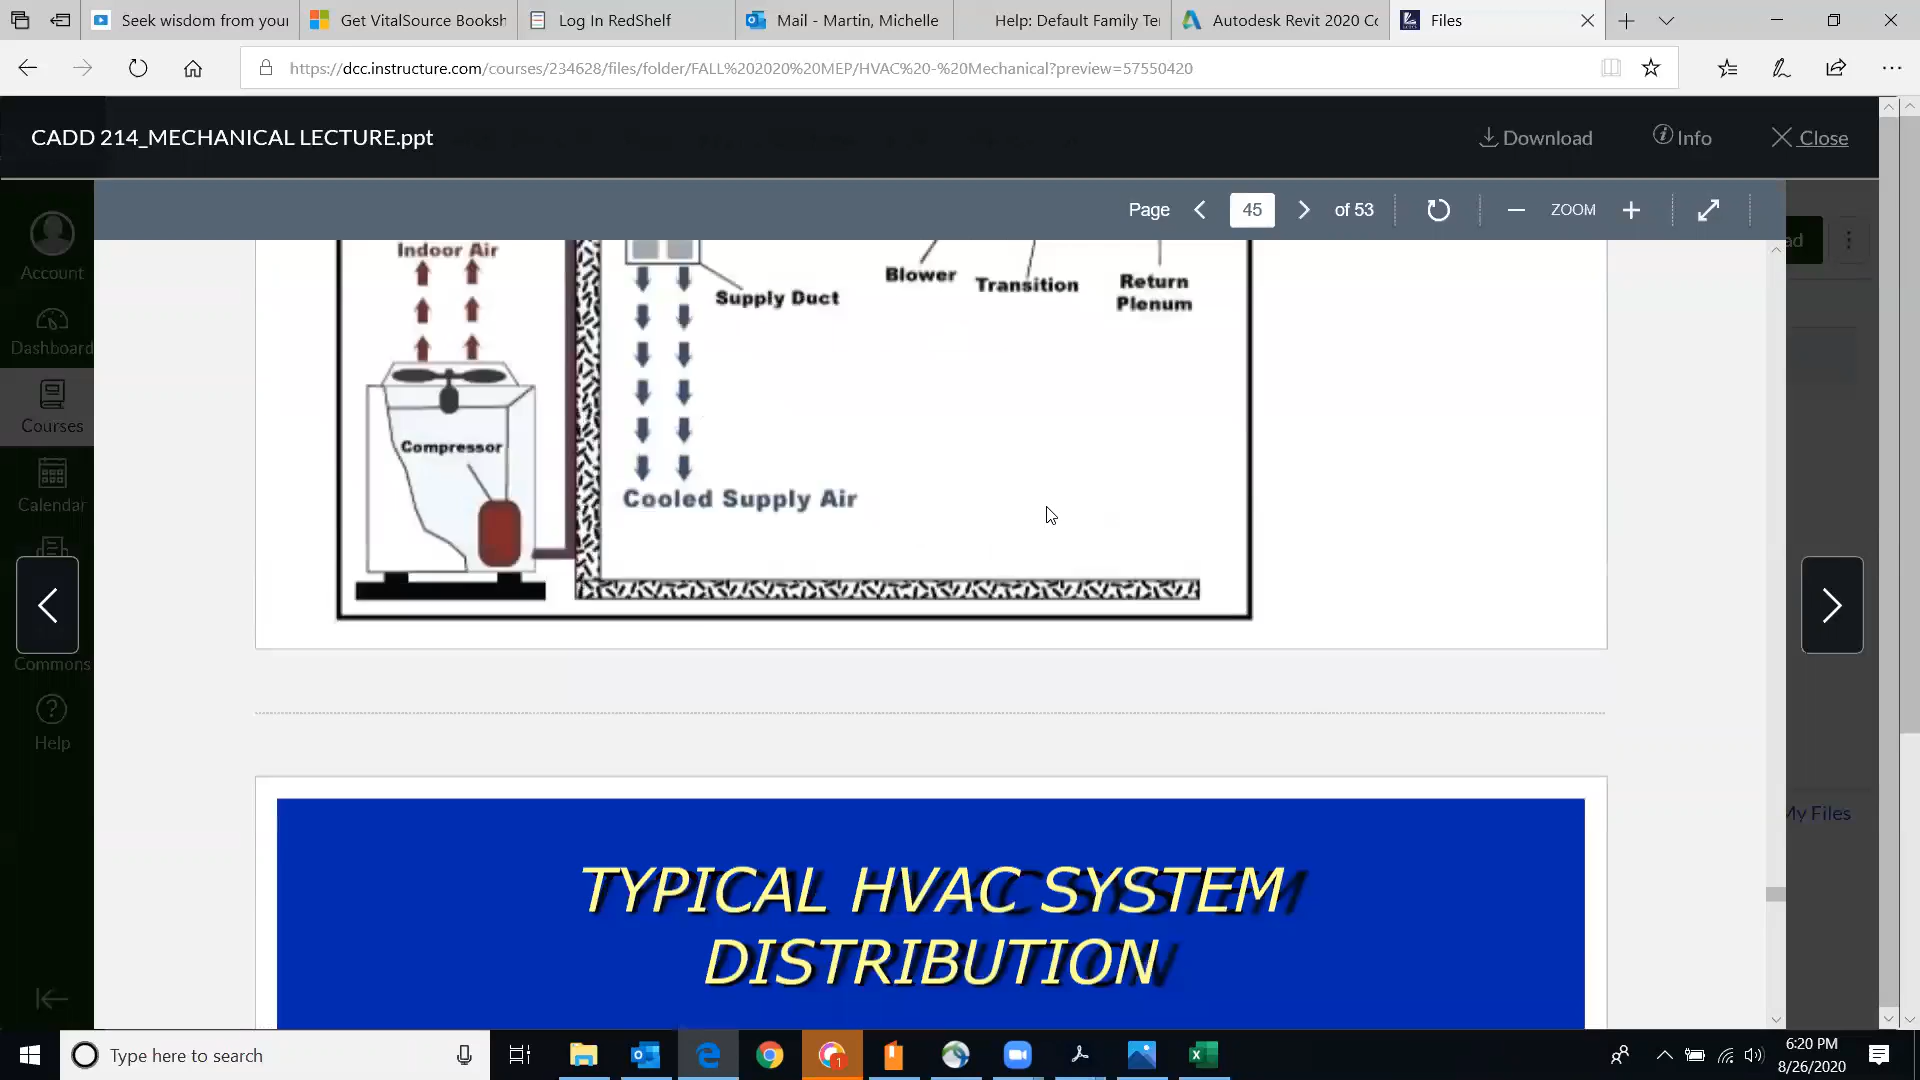 Seek wisdom from your
Get VitalSource Booksh
Log In RedShelf
Mail - Martin, Michelle
Help: Default Family Te
Autodesk Revit 2020 Co
Files
https://dcc.instructure.com/courses/234628/files/folder/FALL%202020%20MEP/HVAC%20-%20Mechanical?preview=57550420
CADD 214_MECHANICAL LECTURE.ppt
Download
Info
Close
Page
45
of 53
ZOOM
Account
Dashboard
Courses
Calendar
Commons
Help
ad
My Files
Indoor Air
Supply Duct
Blower
Transition
Return
Plenum
Compressor
Cooled Supply Air
TYPICAL HVAC SYSTEM
DISTRIBUTION
Type here to search
1
6:20 PM
8/26/2020